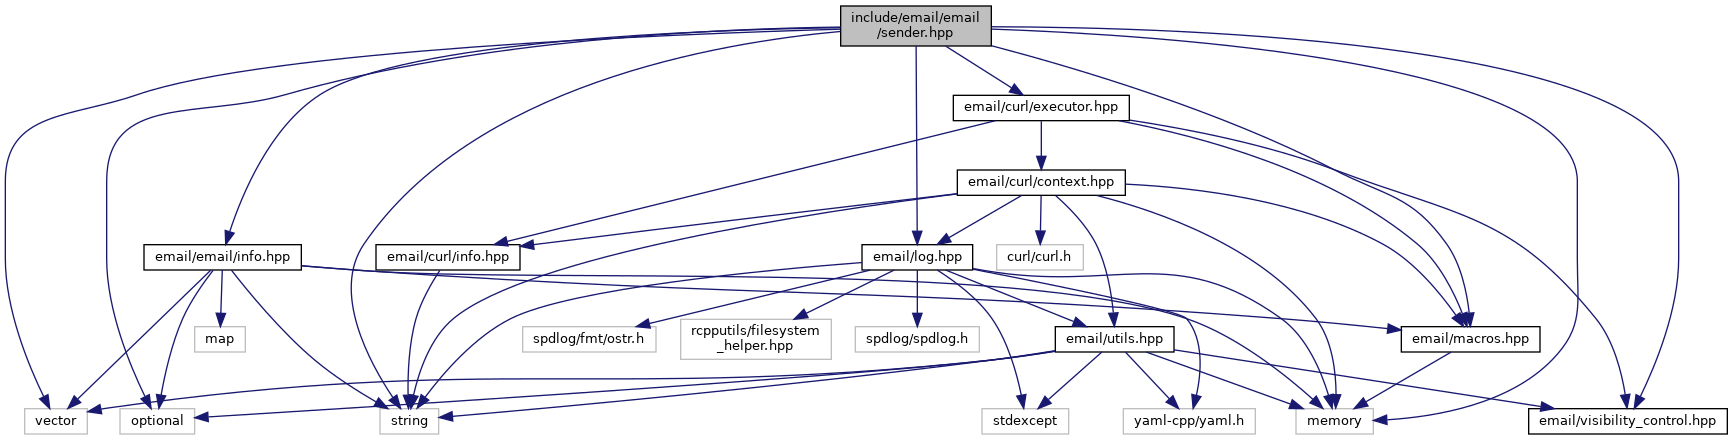 include/email/email
/sender.hpp
email/curl/executor.hpp
email/curl/context.hpp
email/email/info.hpp
email/curl/info.hpp
email/log.hpp
curl/curl.h
map
spdlog/fmt/ostr.h
rcpputils/filesystem
_helper.hpp
spdlog/spdlog.h
email/utils.hpp
email/macros.hpp
vector
optional
string
stdexcept
yaml-cpp/yaml.h
memory
email/visibility_control.hpp